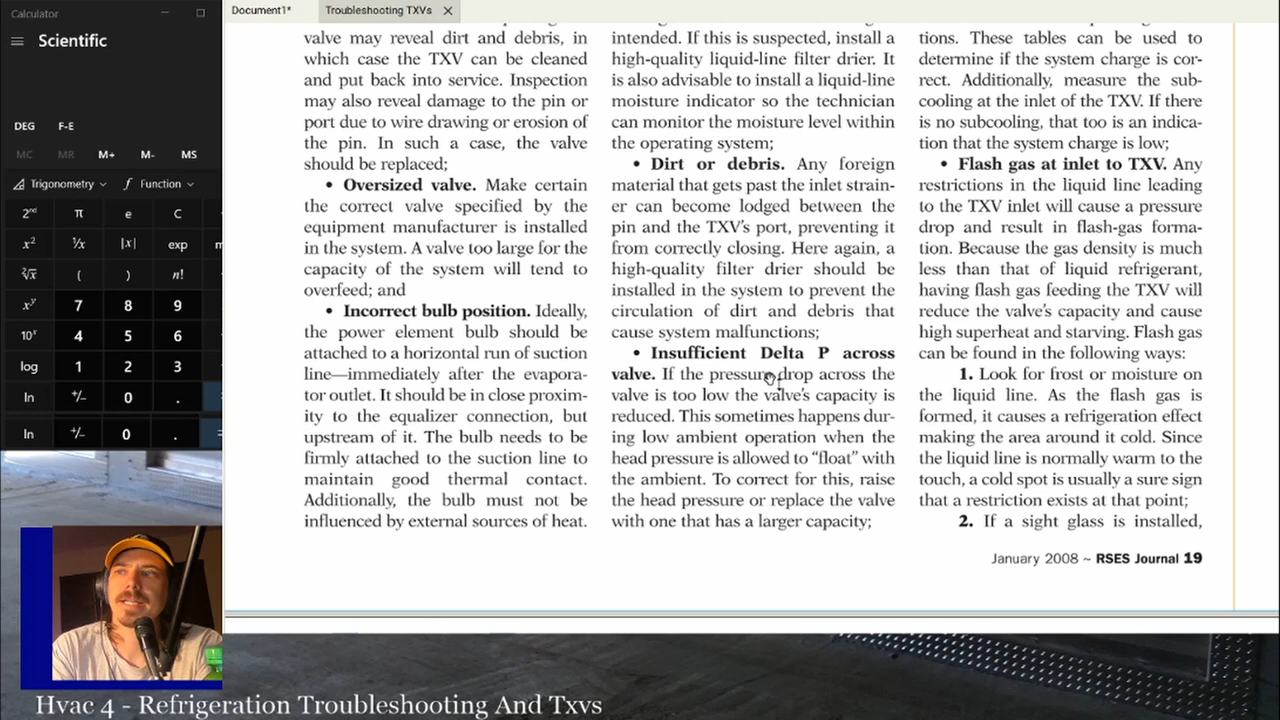 Calculator
Scientific
DEG F-E
MC MR M+ M- MS
Trigonometry Function
2nd π e C
x² ¹/x |x| exp
²√x ( ) n!
xʸ 7 8 9
10ˣ 4 5 6
log 1 2 3
ln +/- 0 .
ln +/- 0 .
Document1* Troubleshooting TXVs
valve may reveal dirt and debris, in
which case the TXV can be cleaned
and put back into service. Inspection
may also reveal damage to the pin or
port due to wire drawing or erosion of
the pin. In such a case, the valve
should be replaced;
• Oversized valve. Make certain
the correct valve specified by the
equipment manufacturer is installed
in the system. A valve too large for the
capacity of the system will tend to
overfeed; and
• Incorrect bulb position. Ideally,
the power element bulb should be
attached to a horizontal run of suction
line—immediately after the evapora-
tor outlet. It should be in close proxim-
ity to the equalizer connection, but
upstream of it. The bulb needs to be
firmly attached to the suction line to
maintain good thermal contact.
Additionally, the bulb must not be
influenced by external sources of heat.
intended. If this is suspected, install a
high-quality liquid-line filter drier. It
is also advisable to install a liquid-line
moisture indicator so the technician
can monitor the moisture level within
the operating system;
• Dirt or debris. Any foreign
material that gets past the inlet strain-
er can become lodged between the
pin and the TXV's port, preventing it
from correctly closing. Here again, a
high-quality filter drier should be
installed in the system to prevent the
circulation of dirt and debris that
cause system malfunctions;
• Insufficient Delta P across
valve. If the pressure drop across the
valve is too low the valve's capacity is
reduced. This sometimes happens dur-
ing low ambient operation when the
head pressure is allowed to "float" with
the ambient. To correct for this, raise
the head pressure or replace the valve
with one that has a larger capacity;
tions. These tables can be used to
determine if the system charge is cor-
rect. Additionally, measure the sub-
cooling at the inlet of the TXV. If there
is no subcooling, that too is an indica-
tion that the system charge is low;
• Flash gas at inlet to TXV. Any
restrictions in the liquid line leading
to the TXV inlet will cause a pressure
drop and result in flash-gas forma-
tion. Because the gas density is much
less than that of liquid refrigerant,
having flash gas feeding the TXV will
reduce the valve's capacity and cause
high superheat and starving. Flash gas
can be found in the following ways:
1. Look for frost or moisture on
the liquid line. As the flash gas is
formed, it causes a refrigeration effect
making the area around it cold. Since
the liquid line is normally warm to the
touch, a cold spot is usually a sure sign
that a restriction exists at that point;
2. If a sight glass is installed,
January 2008 ~ RSES Journal 19
Hvac 4 - Refrigeration Troubleshooting And Txvs